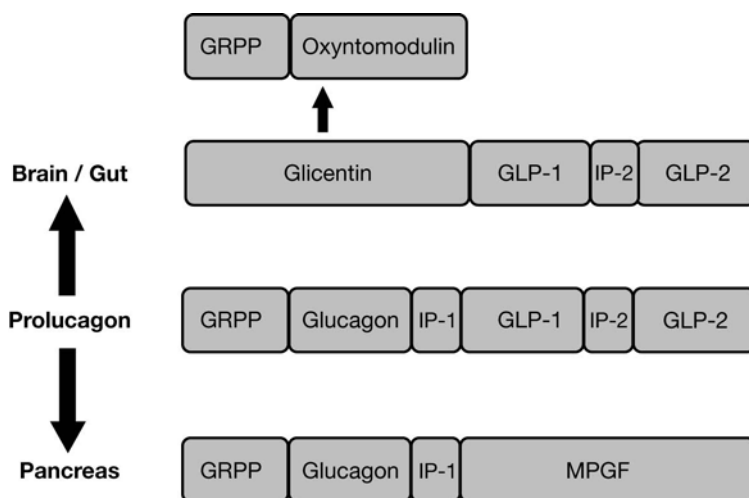 GRPP Oxyntomodulin
Brain / Gut Glicentin GLP-1 IP-2 GLP-2
Prolucagon GRPP Glucagon IP-1 GLP-1 IP-2 GLP-2
Pancreas GRPP Glucagon IP-1 MPGF